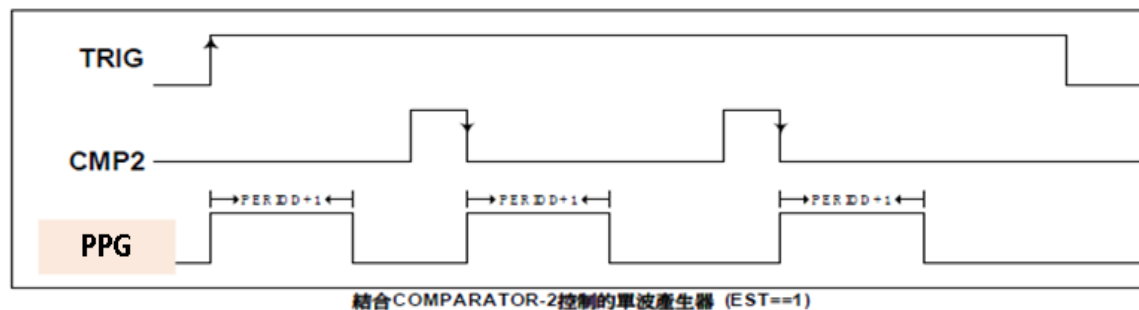 TRIG
CMP2
PERIOD+1 PERIOD+1 PERIOD+1
PPG
結合COMPARATOR-2控制的單波產生器 (EST==1)